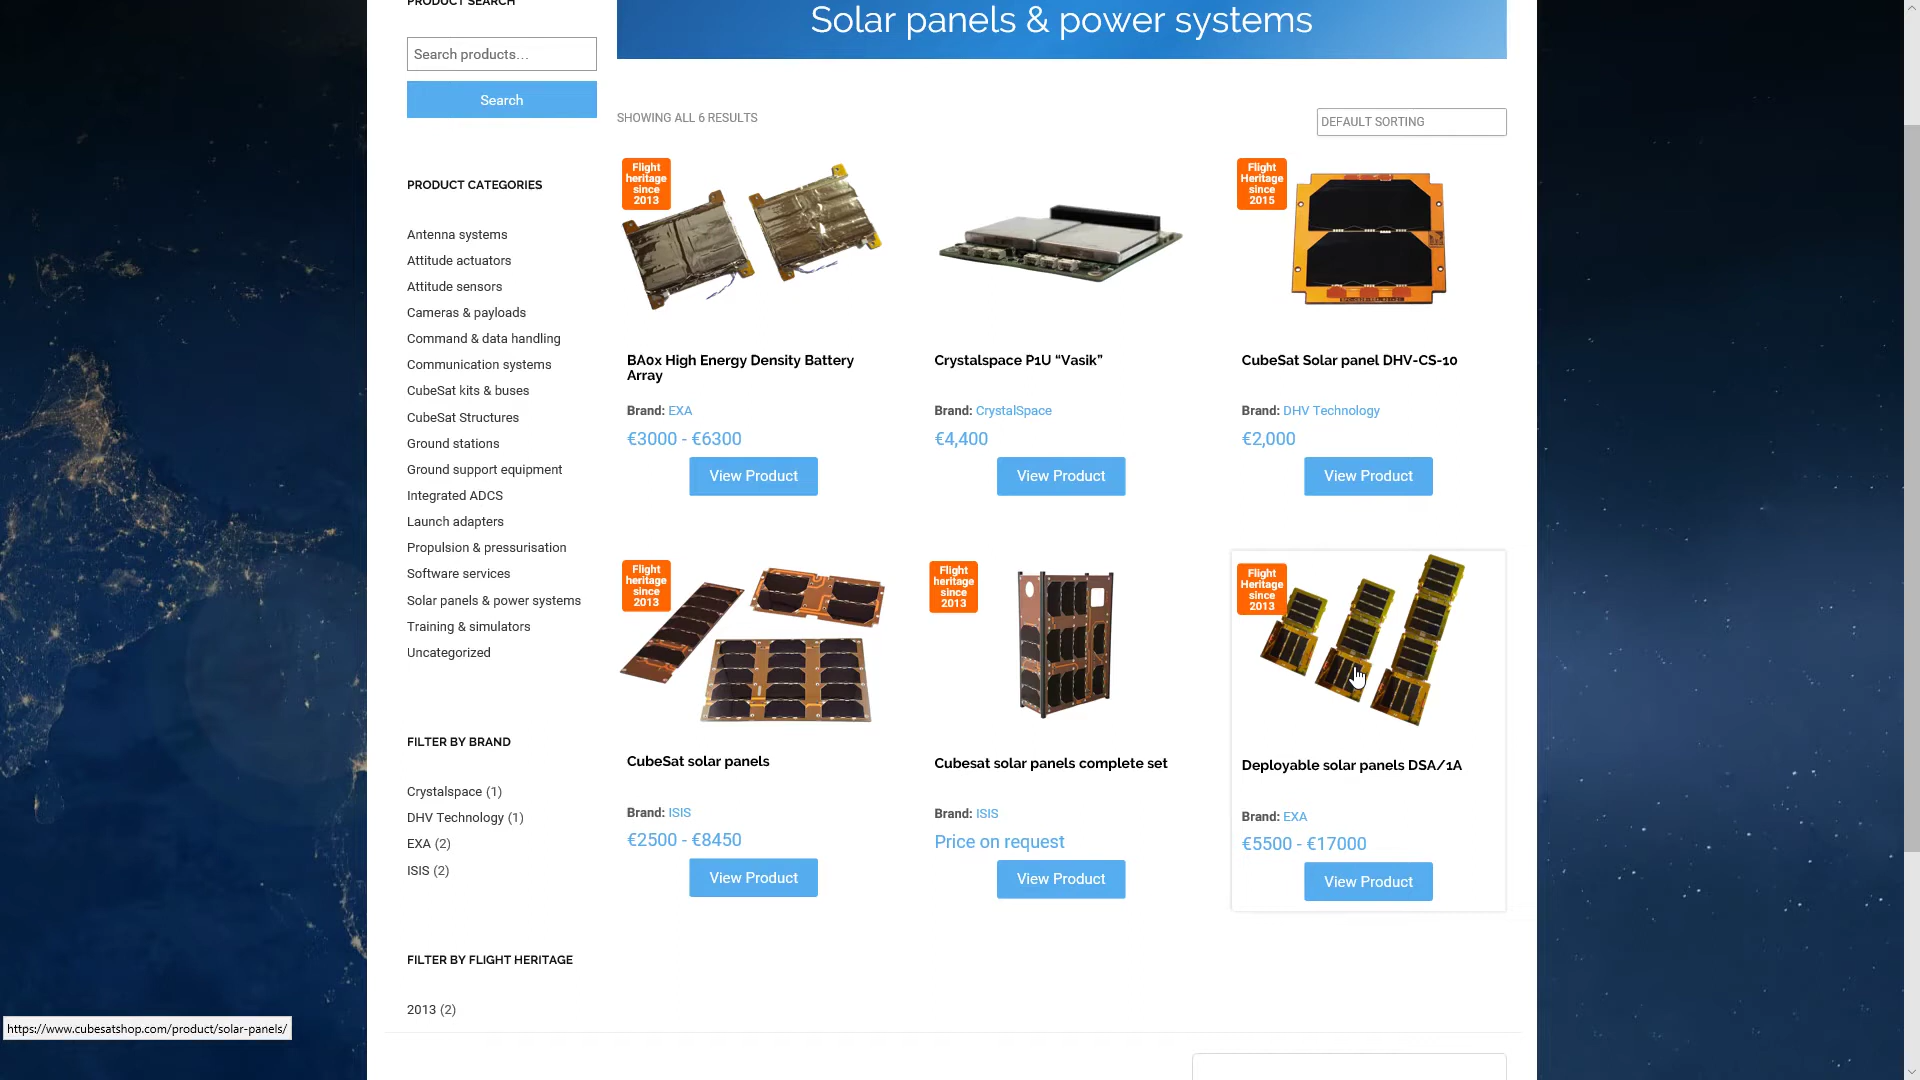 PRODUCT SEARCH
Search products...
Search
PRODUCT CATEGORIES
Antenna systems
Attitude actuators
Attitude sensors
Cameras & payloads
Command & data handling
Communication systems
CubeSat kits & buses
CubeSat Structures
Ground stations
Ground support equipment
Integrated ADCS
Launch adapters
Propulsion & pressurisation
Software services
Solar panels & power systems
Training & simulators
Uncategorized
FILTER BY BRAND
Crystalspace (1)
DHV Technology (1)
EXA (2)
ISIS (2)
FILTER BY FLIGHT HERITAGE
2013 (2)
Solar panels & power systems
SHOWING ALL 6 RESULTS
DEFAULT SORTING
Flight
heritage
since
2013
BA0x High Energy Density Battery
Array
Brand: EXA
€3000 - €6300
View Product
Crystalspace P1U “Vasik”
Brand: CrystalSpace
€4,400
View Product
Flight
Heritage
since
2015
CubeSat Solar panel DHV-CS-10
Brand: DHV Technology
€2,000
View Product
Flight
heritage
since
2013
CubeSat solar panels
Brand: ISIS
€2500 - €8450
View Product
Flight
heritage
since
2013
Cubesat solar panels complete set
Brand: ISIS
Price on request
View Product
Flight
Heritage
since
2013
Deployable solar panels DSA/1A
Brand: EXA
€5500 - €17000
View Product
https://www.cubesatshop.com/product/solar-panels/